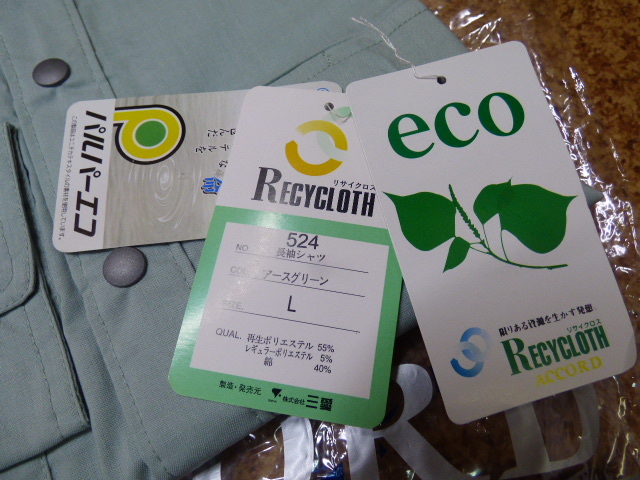 パルパーエコ
リサイクロス
RECYCLOTH
NO. 524
長袖シャツ
アースグリーン
SIZE. L
QUAL. 再生ポリエステル 55%
レギュラーポリエステル 5%
綿 40%
製造・発売元 株式会社 三愛
eco
限りある資源を生かす発想
リサイクロス
RECYCLOTH
ACCORD